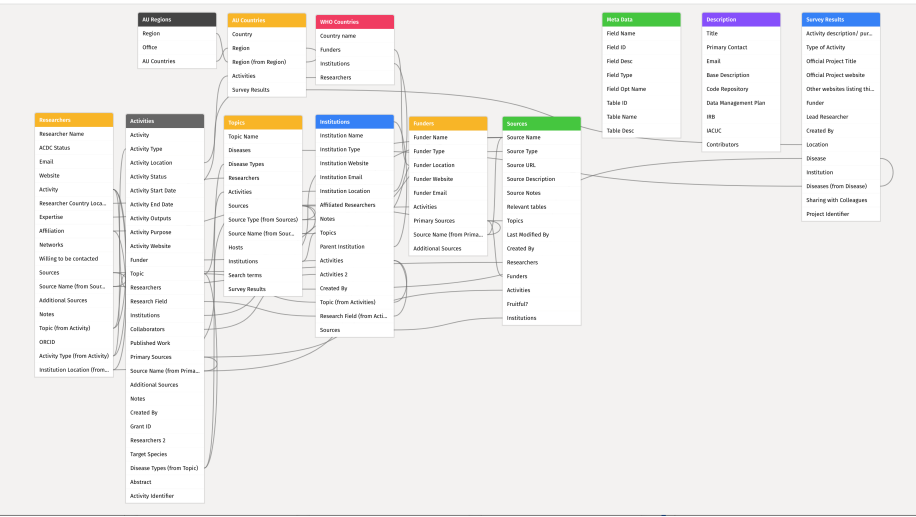 AU Regions
Region
Office
AU Countries
AU Countries
Country
Region
Region (from Region)
Activities
Survey Results
WHO Countries
Country name
Funders
Institutions
Researchers
Meta Data
Field Name
Field ID
Field Desc
Field Type
Field Opt Name
Table ID
Table Name
Table Desc
Description
Title
Primary Contact
Email
Base Description
Code Repository
Data Management Plan
IRB
IACUC
Contributors
Survey Results
Activity description/ pur...
Type of Activity
Official Project Title
Official Project website
Other websites listing thi...
Funder
Lead Researcher
Created By
Location
Disease
Institution
Diseases (from Disease)
Sharing with Colleagues
Project Identifier
Researchers
Researcher Name
ACDC Status
Email
Website
Activity
Researcher Country Loca...
Expertise
Affiliation
Networks
Willing to be contacted
Sources
Source Name (from Sour...
Additional Sources
Notes
Topic (from Activity)
ORCID
Activity Type (from Activity)
Institution Location (from...
Activities
Activity
Activity Type
Activity Location
Activity Status
Activity Start Date
Activity End Date
Activity Outputs
Activity Purpose
Activity Website
Funder
Topic
Researchers
Research Field
Institutions
Collaborators
Published Work
Primary Sources
Source Name (from Prima...
Additional Sources
Notes
Created By
Grant ID
Researchers 2
Target Species
Disease Types (from Topic)
Abstract
Activity Identifier
Topics
Topic Name
Diseases
Disease Types
Researchers
Activities
Sources
Source Type (from Sources)
Source Name (from Sour...
Hosts
Institutions
Search terms
Survey Results
Institutions
Institution Name
Institution Type
Institution Website
Institution Email
Institution Location
Affiliated Researchers
Notes
Topics
Parent Institution
Activities
Activities 2
Created By
Topic (from Activities)
Research Field (from Acti...
Sources
Funders
Funder Name
Funder Type
Funder Location
Funder Website
Funder Email
Activities
Primary Sources
Source Name (from Prima...
Additional Sources
Sources
Source Name
Source Type
Source URL
Source Description
Source Notes
Relevant tables
Topics
Last Modified By
Created By
Researchers
Funders
Activities
Fruitful?
Institutions